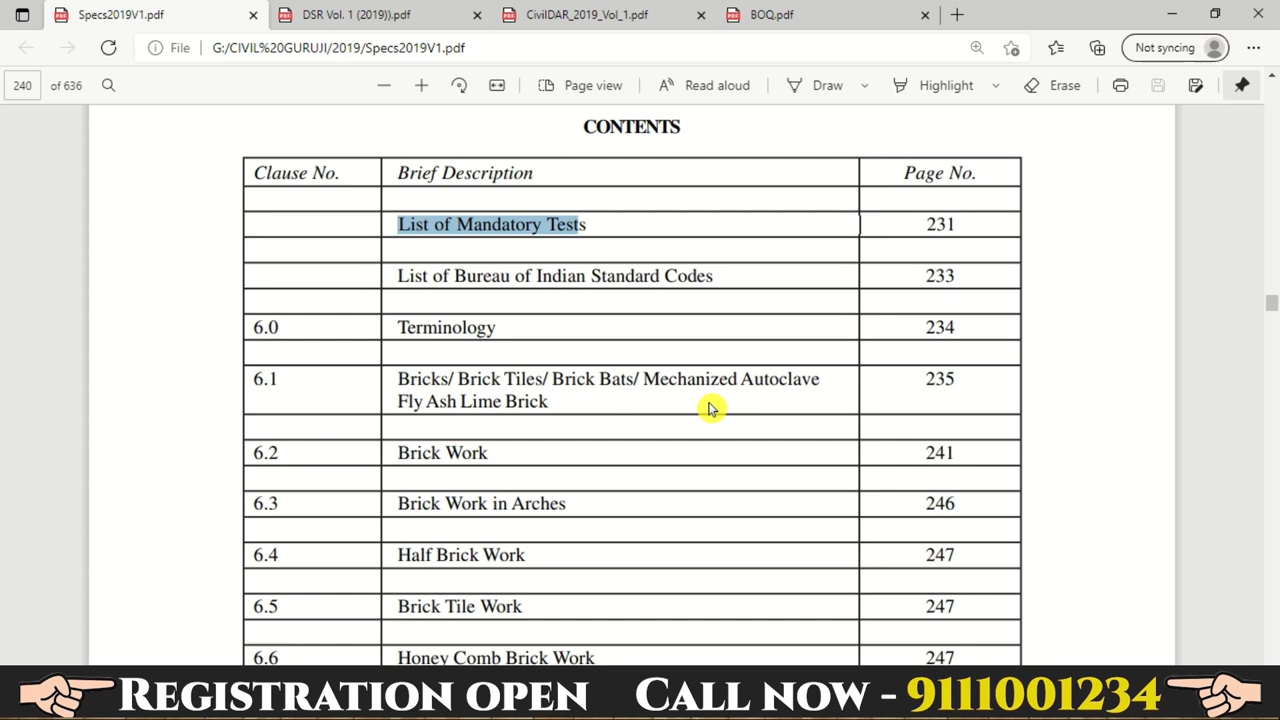 Specs2019V1.pdf
DSR Vol. 1 (2019)).pdf
CivilDAR_2019_Vol_1.pdf
BOQ.pdf
File
G:/CIVIL%20GURUJI/2019/Specs2019V1.pdf
Not syncing
240 of 636
Page view
Read aloud
Draw
Highlight
Erase
CONTENTS
Clause No. Brief Description Page No.
List of Mandatory Tests 231
List of Bureau of Indian Standard Codes 233
6.0 Terminology 234
6.1 Bricks/ Brick Tiles/ Brick Bats/ Mechanized Autoclave 235
Fly Ash Lime Brick
6.2 Brick Work 241
6.3 Brick Work in Arches 246
6.4 Half Brick Work 247
6.5 Brick Tile Work 247
6.6 Honey Comb Brick Work 247
REGISTRATION OPEN CALL NOW - 9111001234